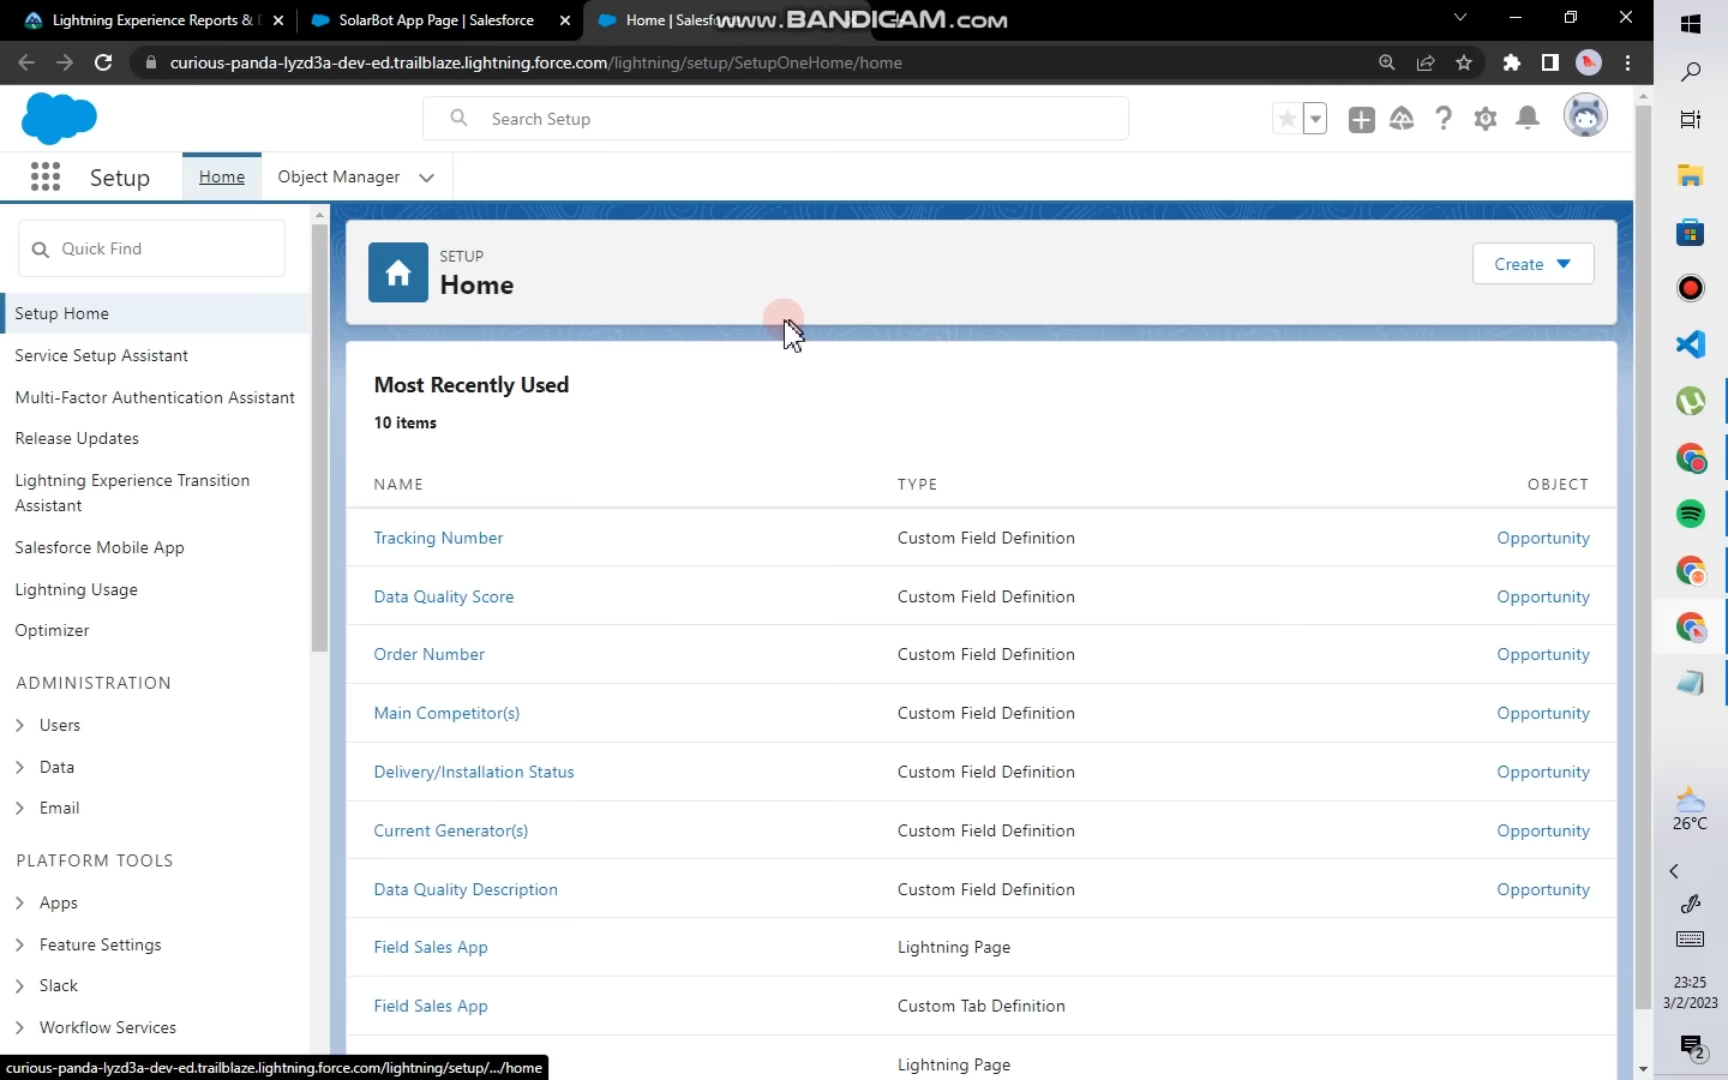 Lightning Experience Reports &
SolarBot App Page | Salesforce
Home | Salesfo
www.BANDICAM.com
curious-panda-lyzd3a-dev-ed.trailblaze.lightning.force.com/lightning/setup/SetupOneHome/home
Search Setup
Setup
Home
Object Manager
Quick Find
Setup Home
Service Setup Assistant
Multi-Factor Authentication Assistant
Release Updates
Lightning Experience Transition
Assistant
Salesforce Mobile App
Lightning Usage
Optimizer
ADMINISTRATION
Users
Data
Email
PLATFORM TOOLS
Apps
Feature Settings
Slack
Workflow Services
SETUP
Home
Create
Most Recently Used
10 items
NAME TYPE OBJECT
Tracking Number Custom Field Definition Opportunity
Data Quality Score Custom Field Definition Opportunity
Order Number Custom Field Definition Opportunity
Main Competitor(s) Custom Field Definition Opportunity
Delivery/Installation Status Custom Field Definition Opportunity
Current Generator(s) Custom Field Definition Opportunity
Data Quality Description Custom Field Definition Opportunity
Field Sales App Lightning Page
Field Sales App Custom Tab Definition
Lightning Page
curious-panda-lyzd3a-dev-ed.trailblaze.lightning.force.com/lightning/setup/.../home
26°C
23:25
3/2/2023
2